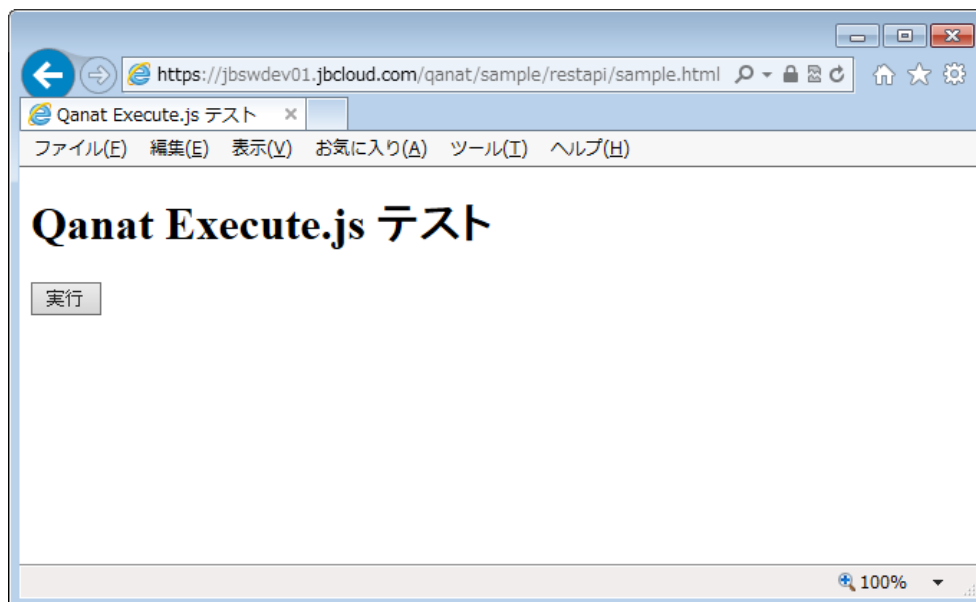 https://jbswdev01.jbcloud.com/qanat/sample/restapi/sample.html
Qanat Execute.js テスト
ファイル(F) 編集(E) 表示(V) お気に入り(A) ツール(T) ヘルプ(H)
Qanat Execute.js テスト
実行
100%